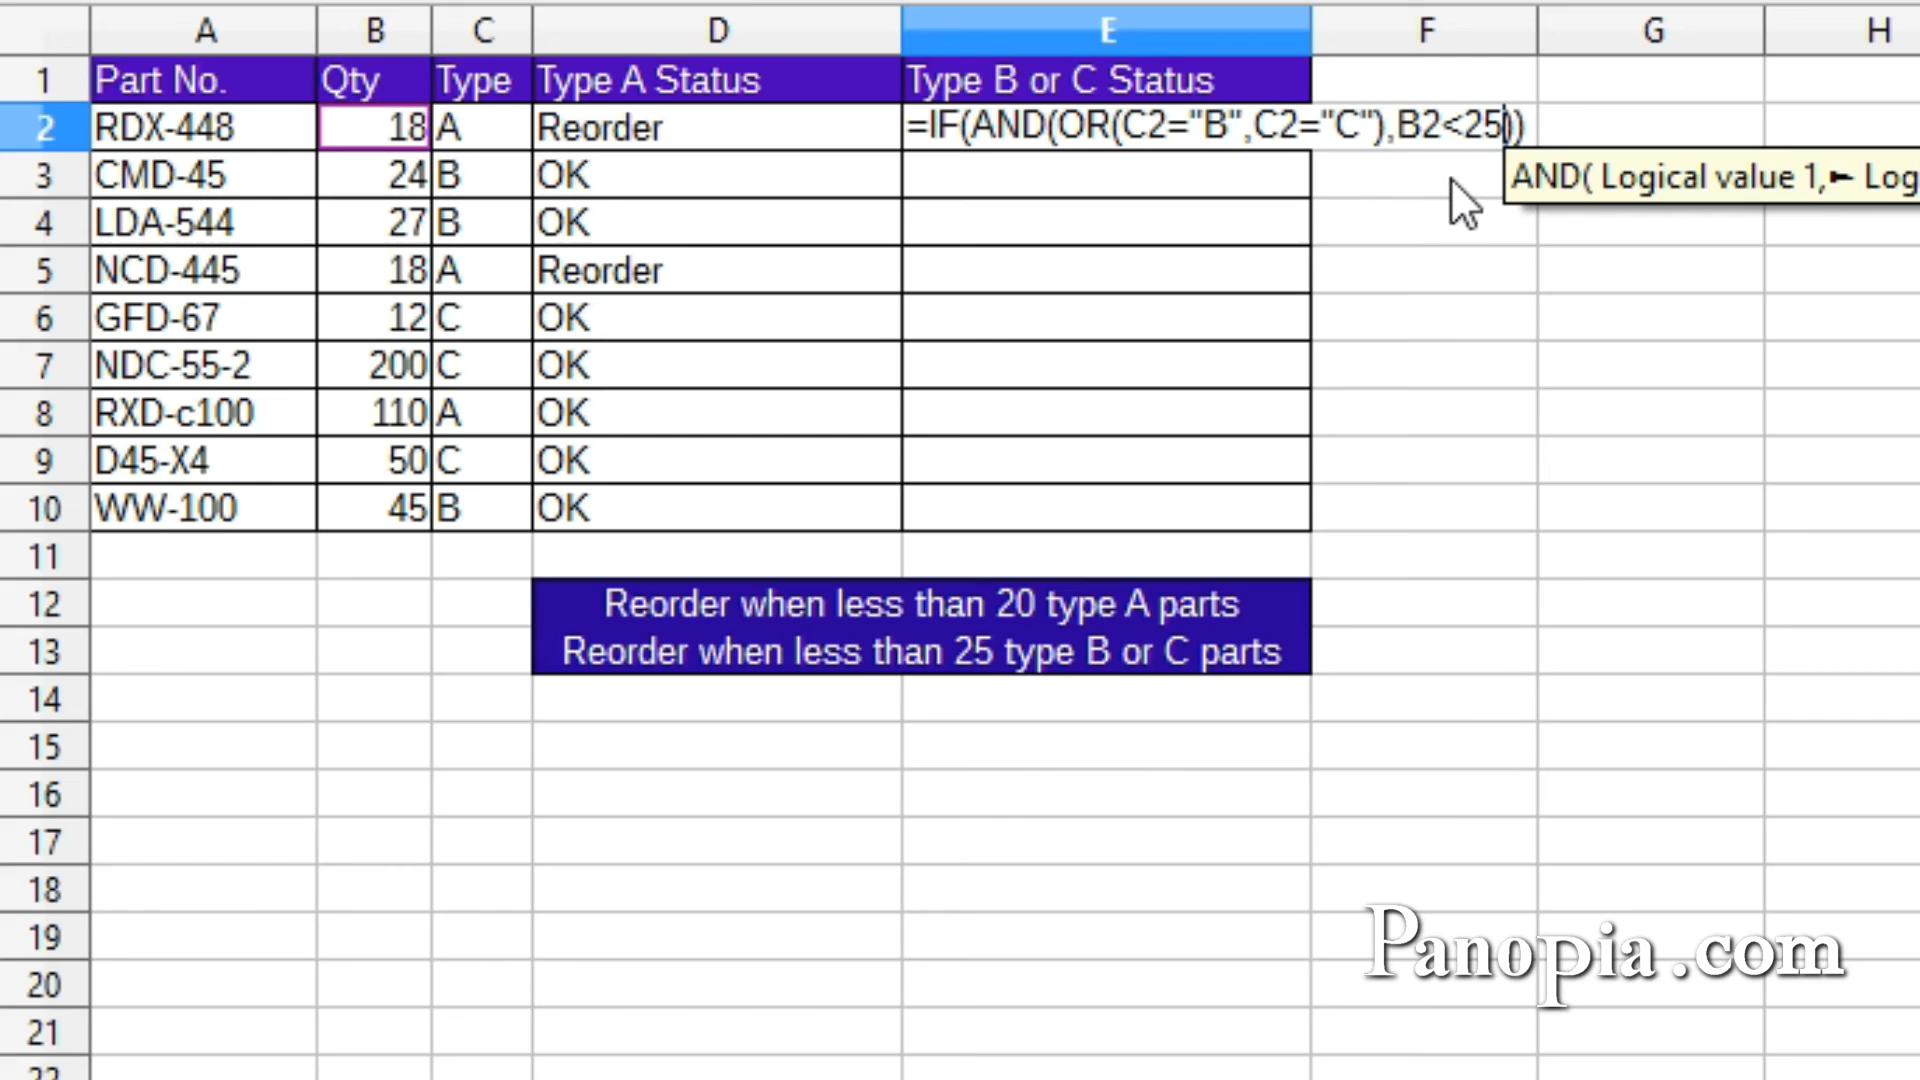 A B C D E F G H
1 Part No. Qty Type Type A Status Type B or C Status
2 RDX-448 18 A Reorder =IF(AND(OR(C2="B",C2="C"),B2<25))
AND( Logical value 1, Log
3 CMD-45 24 B OK
4 LDA-544 27 B OK
5 NCD-445 18 A Reorder
6 GFD-67 12 C OK
7 NDC-55-2 200 C OK
8 RXD-c100 110 A OK
9 D45-X4 50 C OK
10 WW-100 45 B OK
11
12 Reorder when less than 20 type A parts
13 Reorder when less than 25 type B or C parts
14
15
16
17
18
19
Panopia.com
20
21
22